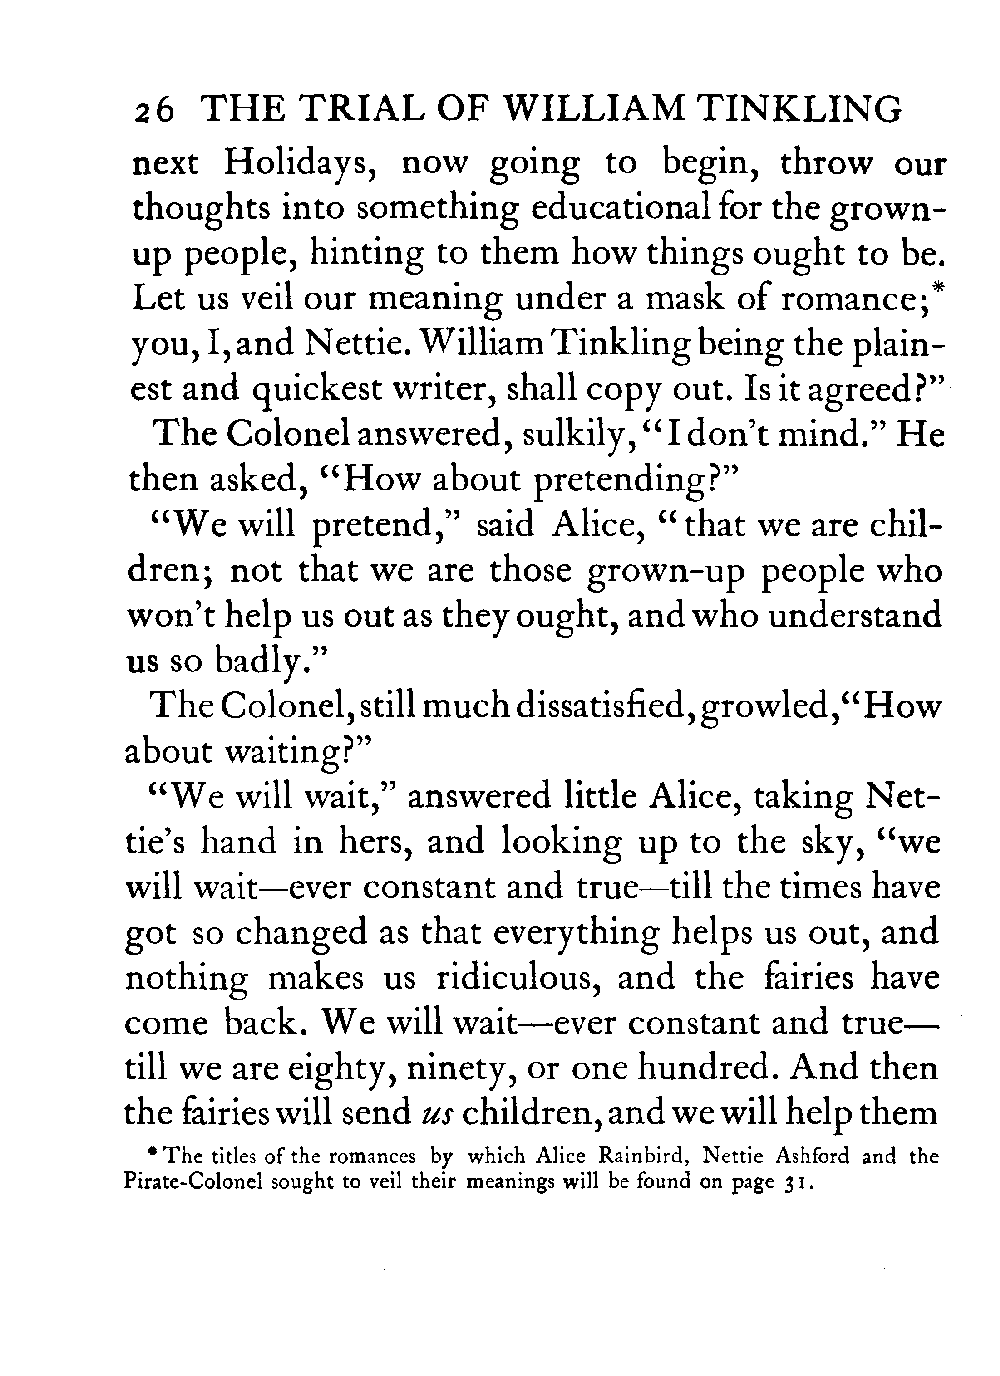 26 THE TRIAL OF WILLIAM TINKLING
next Holidays, now going to begin, throw our
thoughts into something educational for the grown-
up people, hinting to them how things ought to be.
Let us veil our meaning under a mask of romance;*
you, I, and Nettie. William Tinkling being the plain-
est and quickest writer, shall copy out. Is it agreed?”
The Colonel answered, sulkily, “I don’t mind.” He
then asked, “How about pretending?”
“We will pretend,” said Alice, “that we are chil-
dren; not that we are those grown-up people who
won’t help us out as they ought, and who understand
us so badly.”
The Colonel, still much dissatisfied, growled, “How
about waiting?”
“We will wait,” answered little Alice, taking Net-
tie’s hand in hers, and looking up to the sky, “we
will wait—ever constant and true—till the times have
got so changed as that everything helps us out, and
nothing makes us ridiculous, and the fairies have
come back. We will wait—ever constant and true—
till we are eighty, ninety, or one hundred. And then
the fairies will send us children, and we will help them
* The titles of the romances by which Alice Rainbird, Nettie Ashford and the
Pirate-Colonel sought to veil their meanings will be found on page 31.